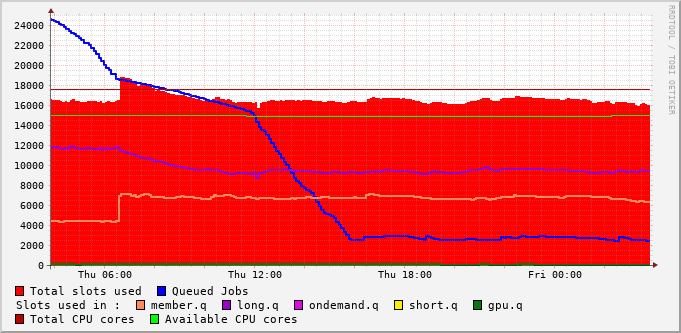 RRDTOOL / TOBI OETIKER
24000
22000
20000
18000
16000
14000
12000
10000
8000
6000
4000
2000
0
Thu 06:00 Thu 12:00 Thu 18:00 Fri 00:00
Total slots used Queued Jobs
Slots used in : member.q long.q ondemand.q short.q gpu.q
Total CPU cores Available CPU cores